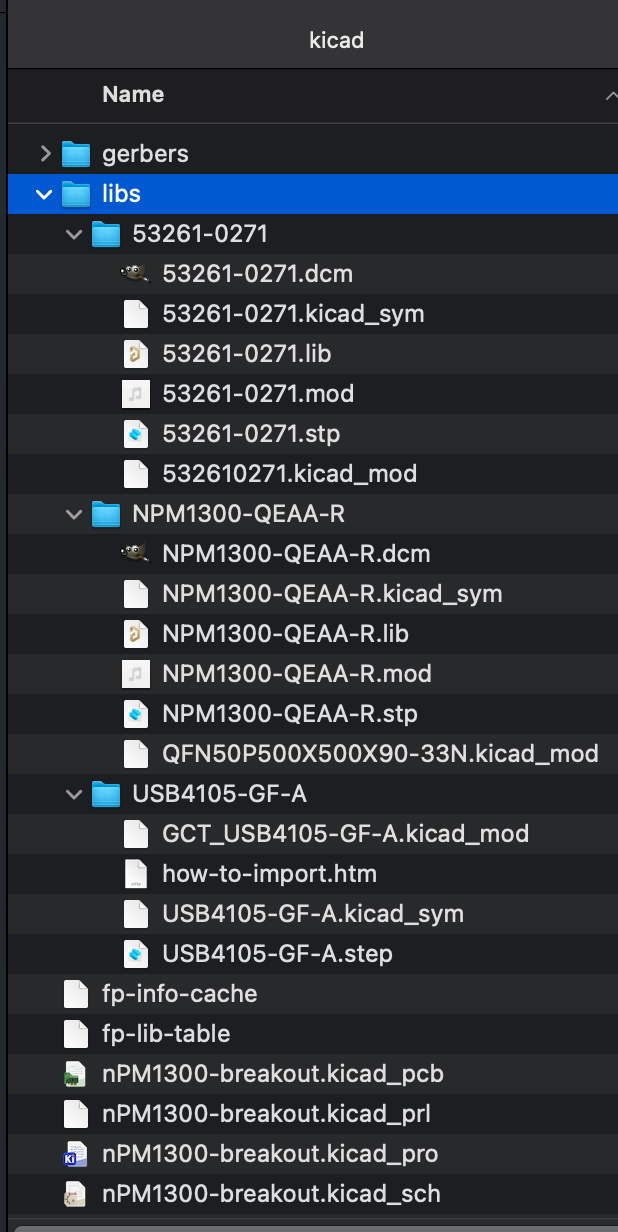 kicad
Name
gerbers
libs
53261-0271
53261-0271.dcm
53261-0271.kicad_sym
53261-0271.lib
53261-0271.mod
53261-0271.stp
532610271.kicad_mod
NPM1300-QEAA-R
NPM1300-QEAA-R.dcm
NPM1300-QEAA-R.kicad_sym
NPM1300-QEAA-R.lib
NPM1300-QEAA-R.mod
NPM1300-QEAA-R.stp
QFN50P500X500X90-33N.kicad_mod
USB4105-GF-A
GCT_USB4105-GF-A.kicad_mod
how-to-import.htm
USB4105-GF-A.kicad_sym
USB4105-GF-A.step
fp-info-cache
fp-lib-table
nPM1300-breakout.kicad_pcb
nPM1300-breakout.kicad_prl
nPM1300-breakout.kicad_pro
nPM1300-breakout.kicad_sch